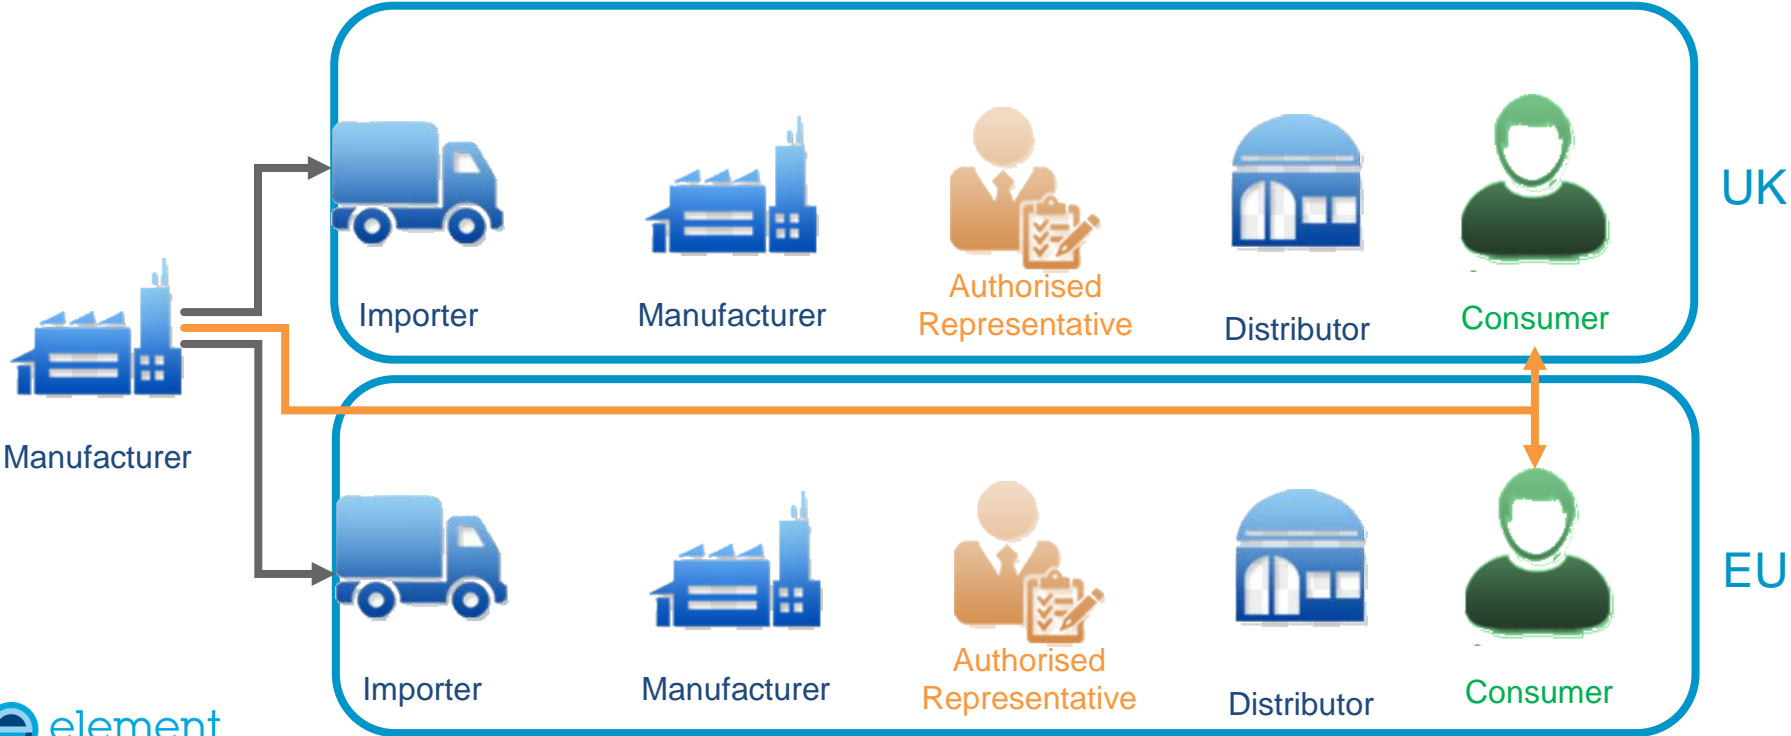 UK
Importer
Manufacturer
Authorised
Representative
Distributor
Consumer
Manufacturer
EU
Importer
Manufacturer
Authorised
Representative
Distributor
Consumer
element